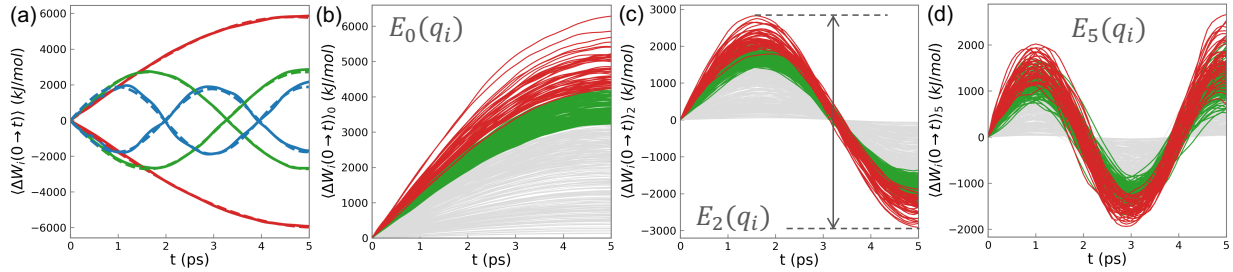 (a)
⟨ΔW_i(0→t)⟩ (kJ/mol)
6000
4000
2000
0
−2000
−4000
−6000
0 1 2 3 4 5
t (ps)
(b)
E_0(q_i)
⟨ΔW_i(0→t)⟩_0 (kJ/mol)
6000
5000
4000
3000
2000
1000
0
0 1 2 3 4 5
t (ps)
(c)
E_2(q_i)
⟨ΔW_i(0→t)⟩_2 (kJ/mol)
3000
2000
1000
0
−1000
−2000
−3000
0 1 2 3 4 5
t (ps)
(d)
E_5(q_i)
⟨ΔW_i(0→t)⟩_5 (kJ/mol)
2000
1000
0
−1000
−2000
0 1 2 3 4 5
t (ps)